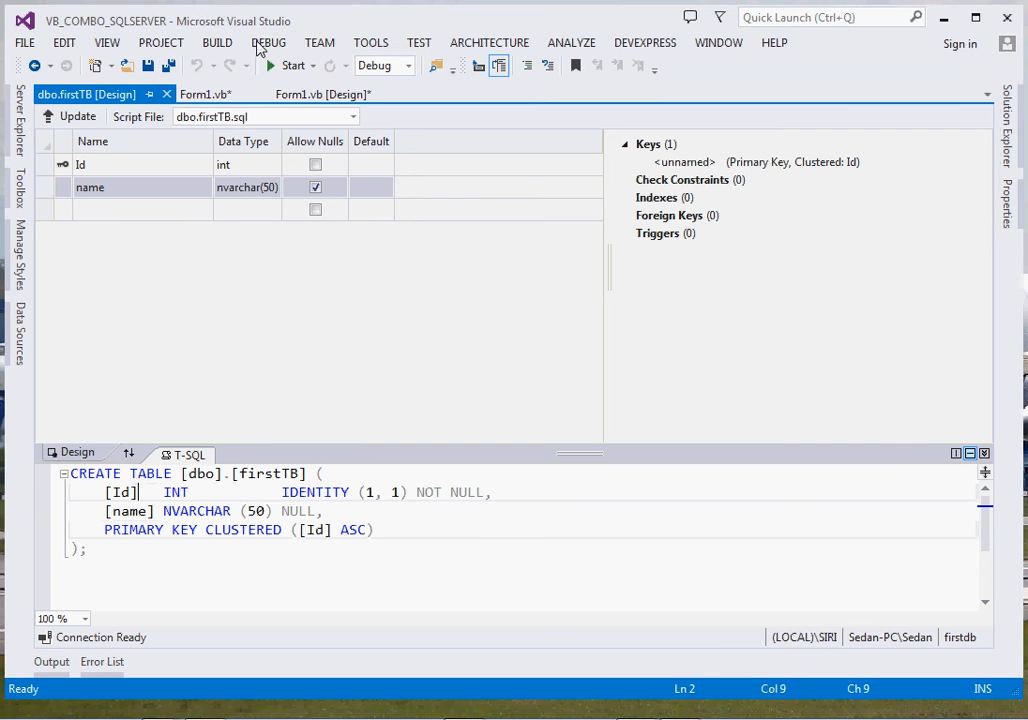 VB_COMBO_SQLSERVER - Microsoft Visual Studio
Quick Launch (Ctrl+Q)
FILE EDIT VIEW PROJECT BUILD DEBUG TEAM TOOLS TEST ARCHITECTURE ANALYZE DEVEXPRESS WINDOW HELP Sign in
Start Debug
dbo.firstTB [Design] Form1.vb* Form1.vb [Design]*
Update Script File: dbo.firstTB.sql
Name Data Type Allow Nulls Default
Id int
name nvarchar(50)
Keys (1)
<unnamed> (Primary Key, Clustered: Id)
Check Constraints (0)
Indexes (0)
Foreign Keys (0)
Triggers (0)
Server Explorer
Toolbox
Manage Styles
Data Sources
Solution Explorer
Properties
Design T-SQL
CREATE TABLE [dbo].[firstTB] (
[Id] INT IDENTITY (1, 1) NOT NULL,
[name] NVARCHAR (50) NULL,
PRIMARY KEY CLUSTERED ([Id] ASC)
);
100 %
Connection Ready (LOCAL)\SIRI Sedan-PC\Sedan firstdb
Output Error List
Ready Ln 2 Col 9 Ch 9 INS